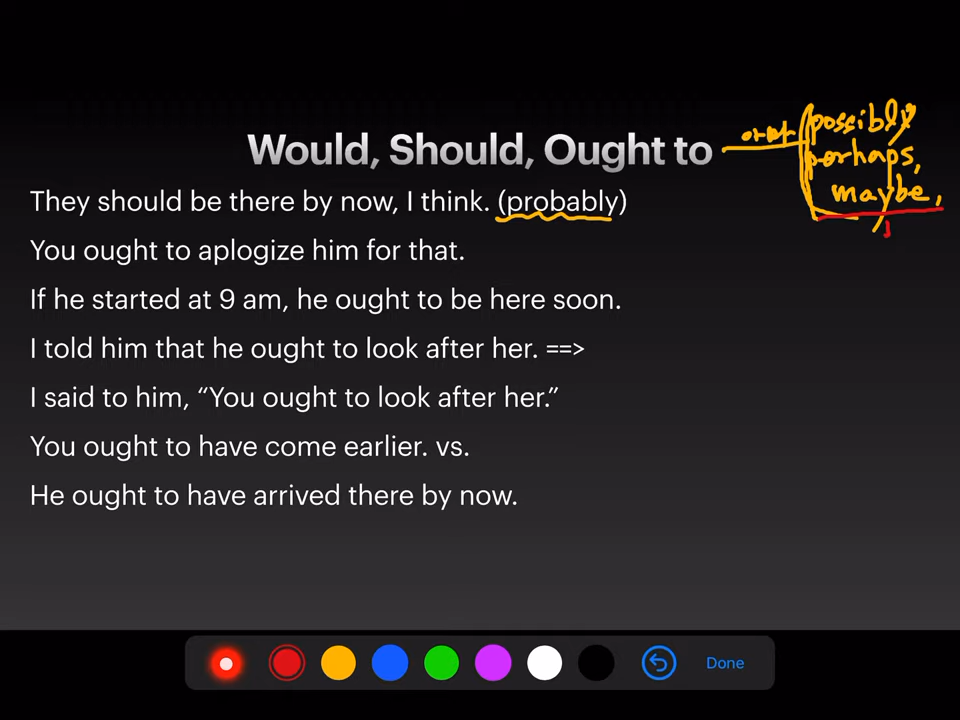 Would, Should, Ought to
possibly
perhaps,
maybe,
They should be there by now, I think. (probably)
You ought to aplogize him for that.
If he started at 9 am, he ought to be here soon.
I told him that he ought to look after her. ==>
I said to him, “You ought to look after her.”
You ought to have come earlier. vs.
He ought to have arrived there by now.
Done